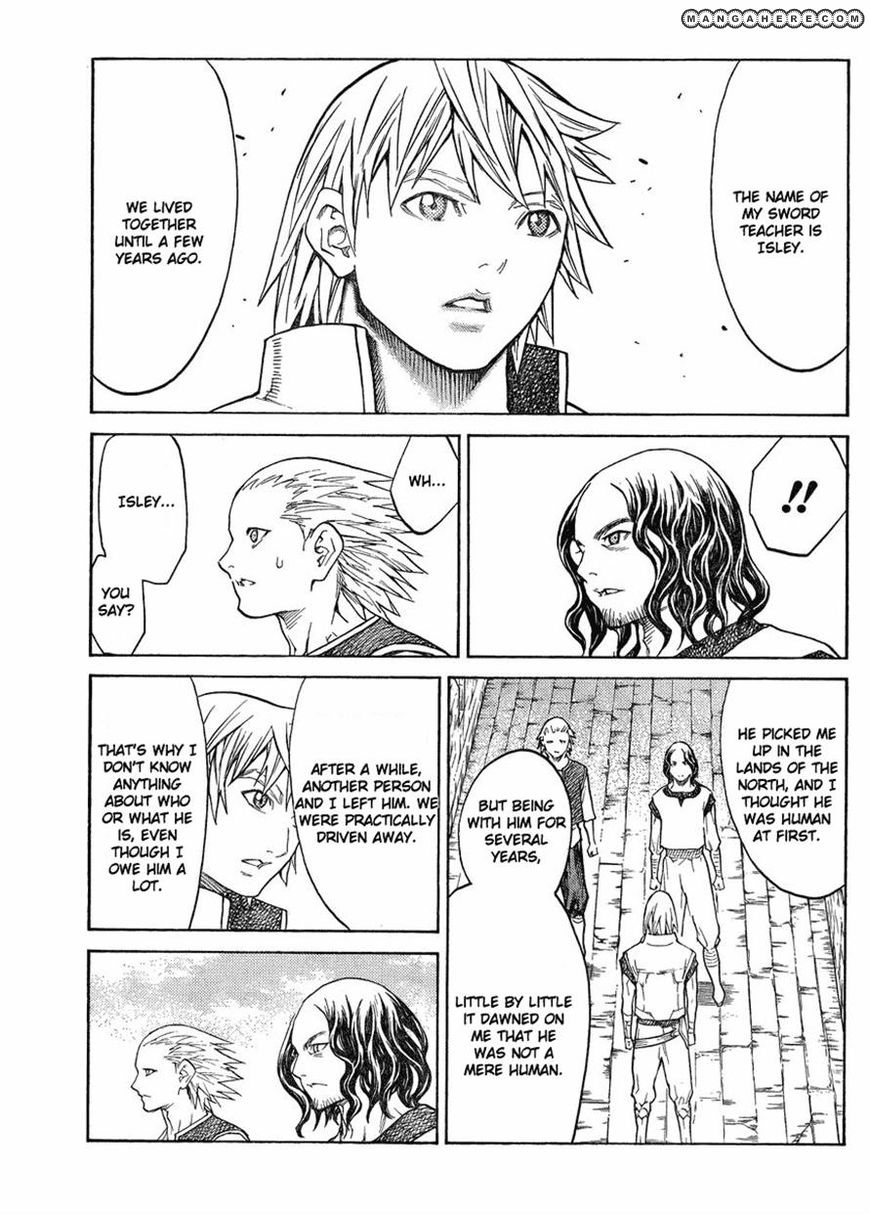 MANGAHERE.COM
THE NAME OF
MY SWORD
TEACHER IS
ISLEY.
WE LIVED
TOGETHER
UNTIL A FEW
YEARS AGO.
!!
WH...
ISLEY...
YOU
SAY?
HE PICKED ME
UP IN THE
LANDS OF THE
NORTH, AND I
THOUGHT HE
WAS HUMAN
AT FIRST.
BUT BEING
WITH HIM FOR
SEVERAL
YEARS,
LITTLE BY LITTLE
IT DAWNED ON
ME THAT HE
WAS NOT A
MERE HUMAN.
AFTER A WHILE,
ANOTHER PERSON
AND I LEFT HIM. WE
WERE PRACTICALLY
DRIVEN AWAY.
THAT'S WHY I
DON'T KNOW
ANYTHING
ABOUT WHO
OR WHAT HE
IS, EVEN
THOUGH I
OWE HIM A
LOT.